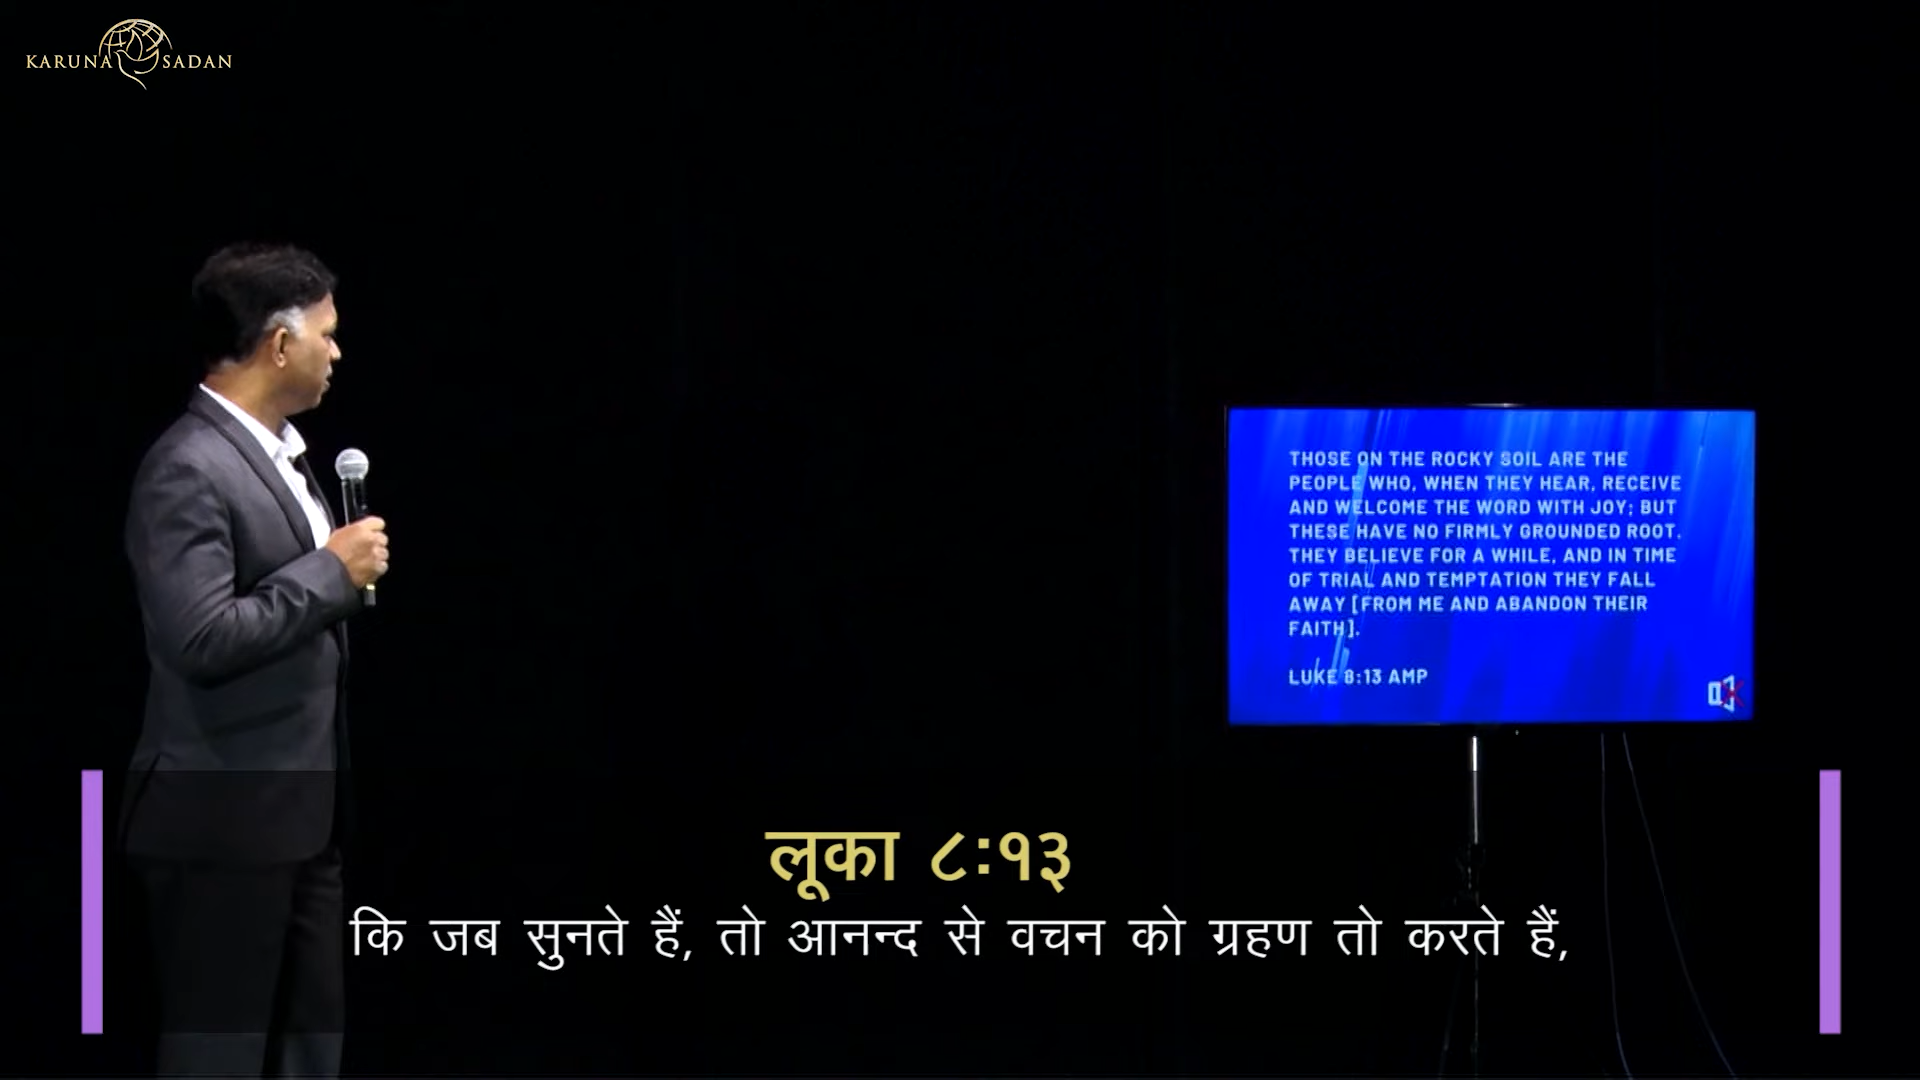 KARUNA SADAN
THOSE ON THE ROCKY SOIL ARE THE
PEOPLE WHO, WHEN THEY HEAR, RECEIVE
AND WELCOME THE WORD WITH JOY; BUT
THESE HAVE NO FIRMLY GROUNDED ROOT.
THEY BELIEVE FOR A WHILE, AND IN TIME
OF TRIAL AND TEMPTATION THEY FALL
AWAY [FROM ME AND ABANDON THEIR
FAITH].
LUKE 8:13 AMP
लूका ८:१३
कि जब सुनते हैं, तो आनन्द से वचन को ग्रहण तो करते हैं,